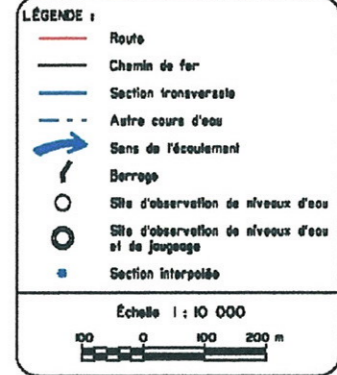 LÉGENDE :
Route
Chemin de fer
Section transversale
Autre cours d'eau
Sens de l'écoulement
Barrage
Site d'observation de niveaux d'eau
Site d'observation de niveaux d'eau
et de jaugeage
Section interpolée
Échelle 1 : 10 000
100 0 100 200 m